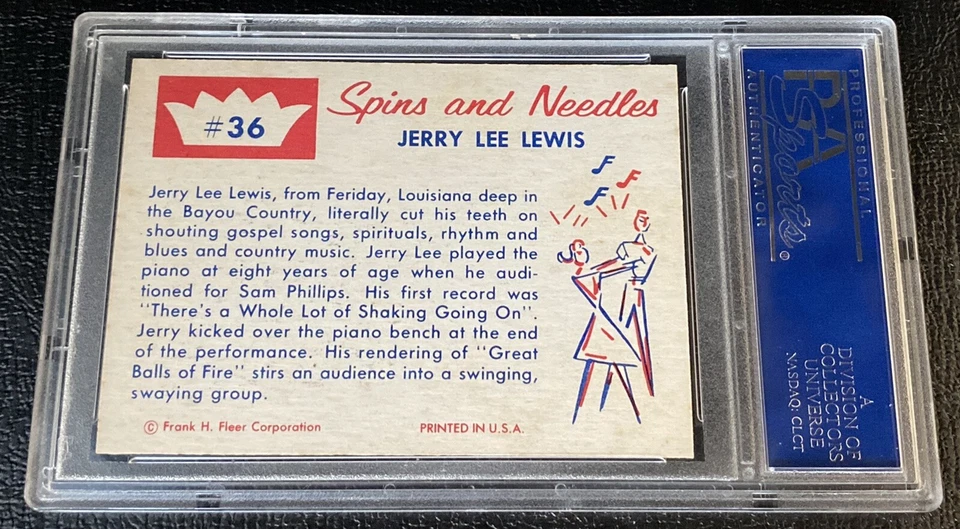 #36
Spins and Needles
JERRY LEE LEWIS
Jerry Lee Lewis, from Feriday, Louisiana deep in
the Bayou Country, literally cut his teeth on
shouting gospel songs, spirituals, rhythm and
blues and country music. Jerry Lee played the
piano at eight years of age when he audi-
tioned for Sam Phillips. His first record was
"There's a Whole Lot of Shaking Going On".
Jerry kicked over the piano bench at the end
of the performance. His rendering of "Great
Balls of Fire" stirs an audience into a swinging,
swaying group.
© Frank H. Fleer Corporation
PRINTED IN U.S.A.
PROFESSIONAL
PSA
Sports
®
AUTHENTICATOR
A
DIVISION OF
COLLECTORS
UNIVERSE
NASDAQ: CLCT